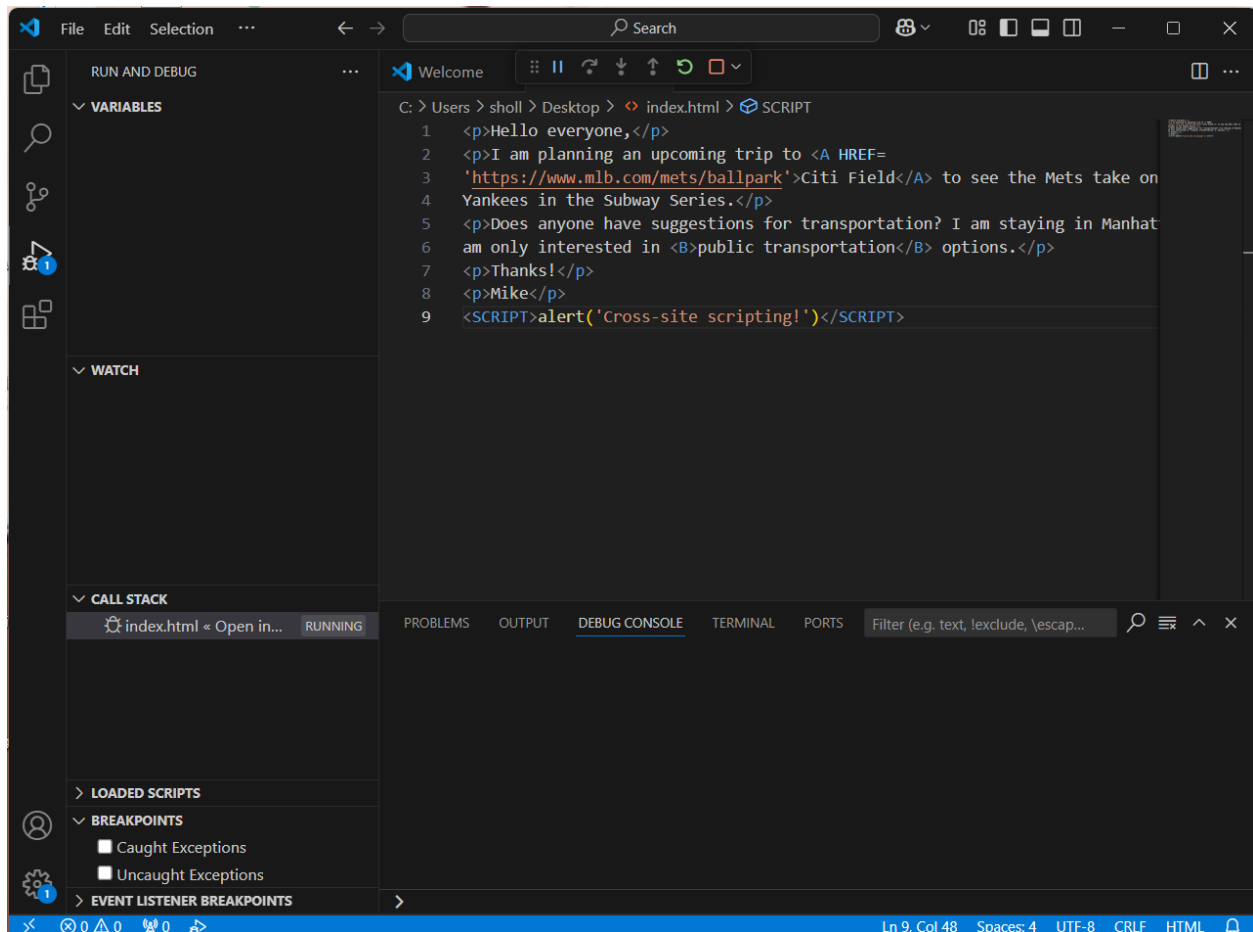 File Edit Selection ··· Search
RUN AND DEBUG ···
VARIABLES
WATCH
CALL STACK
index.html « Open in... RUNNING
LOADED SCRIPTS
BREAKPOINTS
Caught Exceptions
Uncaught Exceptions
EVENT LISTENER BREAKPOINTS
Welcome
C: > Users > sholl > Desktop > index.html > SCRIPT
1 <p>Hello everyone,</p>
2 <p>I am planning an upcoming trip to <A HREF=
3 'https://www.mlb.com/mets/ballpark'>Citi Field</A> to see the Mets take on
4 Yankees in the Subway Series.</p>
5 <p>Does anyone have suggestions for transportation? I am staying in Manhat
6 am only interested in <B>public transportation</B> options.</p>
7 <p>Thanks!</p>
8 <p>Mike</p>
9 <SCRIPT>alert('Cross-site scripting!')</SCRIPT>
PROBLEMS OUTPUT DEBUG CONSOLE TERMINAL PORTS Filter (e.g. text, !exclude, \escap...
1
1
0 0 0 Ln 9, Col 48 Spaces: 4 UTF-8 CRLF HTML